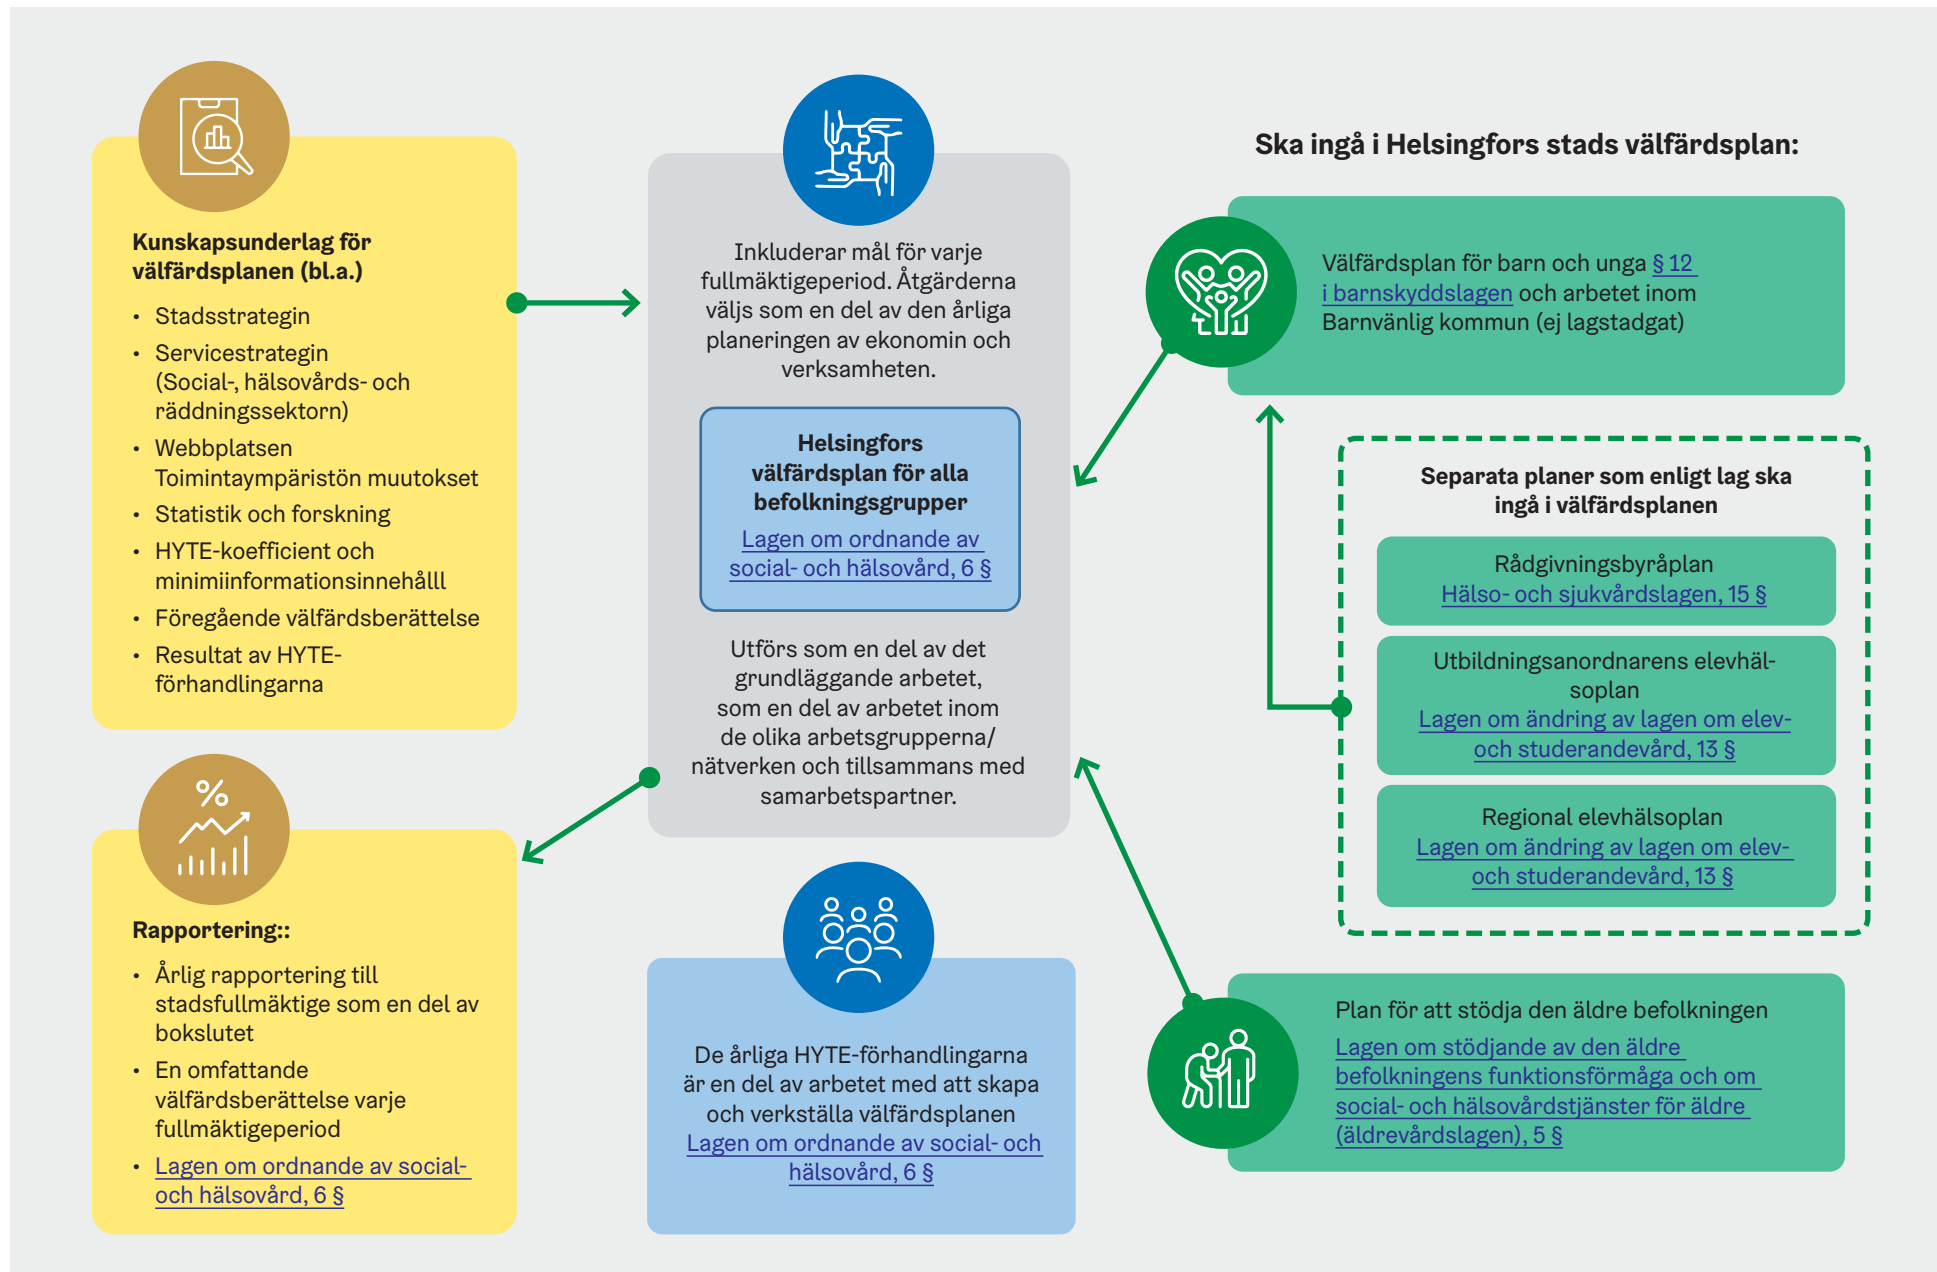 Kunskapsunderlag för
välfärdsplanen (bl.a.)
• Stadsstrategin
• Servicestrategin
(Social-, hälsovårds- och
räddningssektorn)
• Webbplatsen
Toimintaympäristön muutokset
• Statistik och forskning
• HYTE-koefficient och
minimiinformationsinnehålll
• Föregående välfärdsberättelse
• Resultat av HYTE-
förhandlingarna
%
Rapportering::
• Årlig rapportering till
stadsfullmäktige som en del av
bokslutet
• En omfattande
välfärdsberättelse varje
fullmäktigeperiod
• Lagen om ordnande av social-
och hälsovård, 6 §
Inkluderar mål för varje
fullmäktigeperiod. Åtgärderna
väljs som en del av den årliga
planeringen av ekonomin och
verksamheten.
Helsingfors
välfärdsplan för alla
befolkningsgrupper
Lagen om ordnande av
social- och hälsovård, 6 §
Utförs som en del av det
grundläggande arbetet,
som en del av arbetet inom
de olika arbetsgrupperna/
nätverken och tillsammans med
samarbetspartner.
De årliga HYTE-förhandlingarna
är en del av arbetet med att skapa
och verkställa välfärdsplanen
Lagen om ordnande av social- och
hälsovård, 6 §
Ska ingå i Helsingfors stads välfärdsplan:
Välfärdsplan för barn och unga § 12
i barnskyddslagen och arbetet inom
Barnvänlig kommun (ej lagstadgat)
Separata planer som enligt lag ska
ingå i välfärdsplanen
Rådgivningsbyråplan
Hälso- och sjukvårdslagen, 15 §
Utbildningsanordnarens elevhäl-
soplan
Lagen om ändring av lagen om elev-
och studerandevård, 13 §
Regional elevhälsoplan
Lagen om ändring av lagen om elev-
och studerandevård, 13 §
Plan för att stödja den äldre befolkningen
Lagen om stödjande av den äldre
befolkningens funktionsförmåga och om
social- och hälsovårdstjänster för äldre
(äldrevårdslagen), 5 §